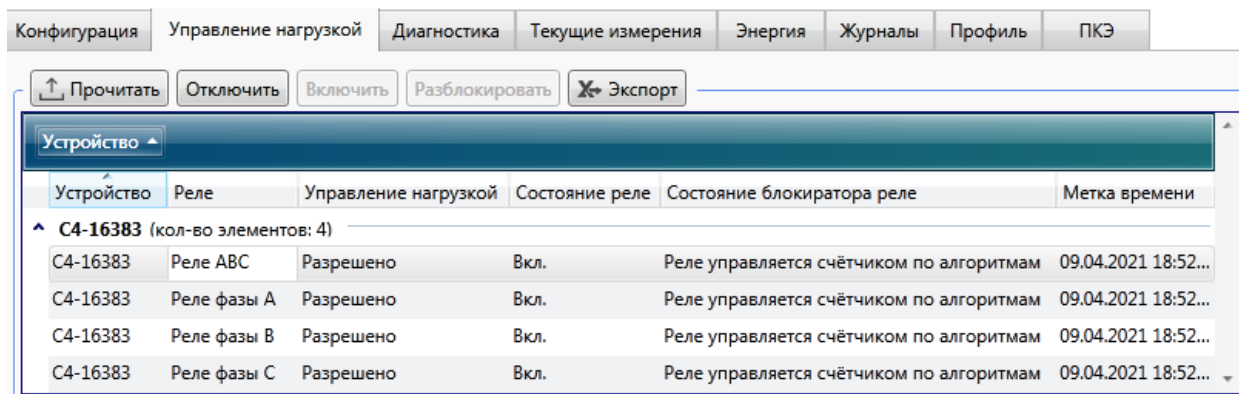 Конфигурация Управление нагрузкой Диагностика Текущие измерения Энергия Журналы Профиль ПКЭ
Прочитать Отключить Включить Разблокировать Экспорт
Устройство
Устройство Реле Управление нагрузкой Состояние реле Состояние блокиратора реле Метка времени
С4-16383 (кол-во элементов: 4)
С4-16383 Реле ABC Разрешено Вкл. Реле управляется счётчиком по алгоритмам 09.04.2021 18:52...
С4-16383 Реле фазы A Разрешено Вкл. Реле управляется счётчиком по алгоритмам 09.04.2021 18:52...
С4-16383 Реле фазы B Разрешено Вкл. Реле управляется счётчиком по алгоритмам 09.04.2021 18:52...
С4-16383 Реле фазы C Разрешено Вкл. Реле управляется счётчиком по алгоритмам 09.04.2021 18:52...